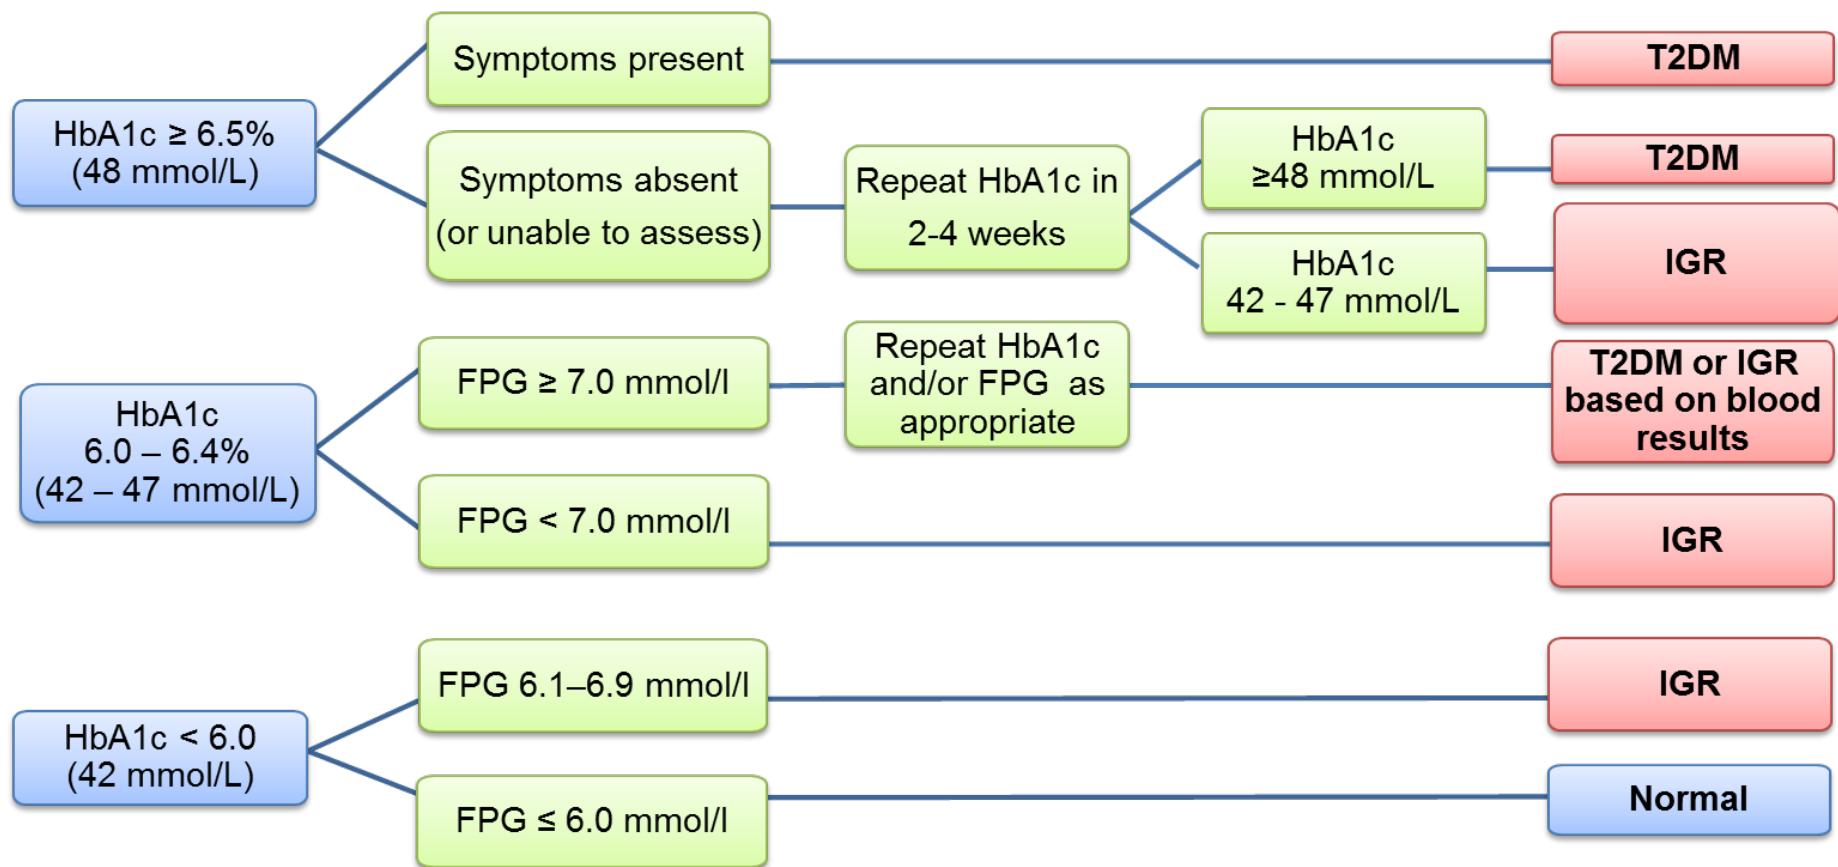 HbA1c ≥ 6.5%
(48 mmol/L)
Symptoms present
T2DM
Symptoms absent
(or unable to assess)
Repeat HbA1c in
2-4 weeks
HbA1c
≥48 mmol/L
T2DM
HbA1c
42 - 47 mmol/L
IGR
HbA1c
6.0 – 6.4%
(42 – 47 mmol/L)
FPG ≥ 7.0 mmol/l
Repeat HbA1c
and/or FPG as
appropriate
T2DM or IGR
based on blood
results
FPG < 7.0 mmol/l
IGR
HbA1c < 6.0
(42 mmol/L)
FPG 6.1–6.9 mmol/l
IGR
FPG ≤ 6.0 mmol/l
Normal